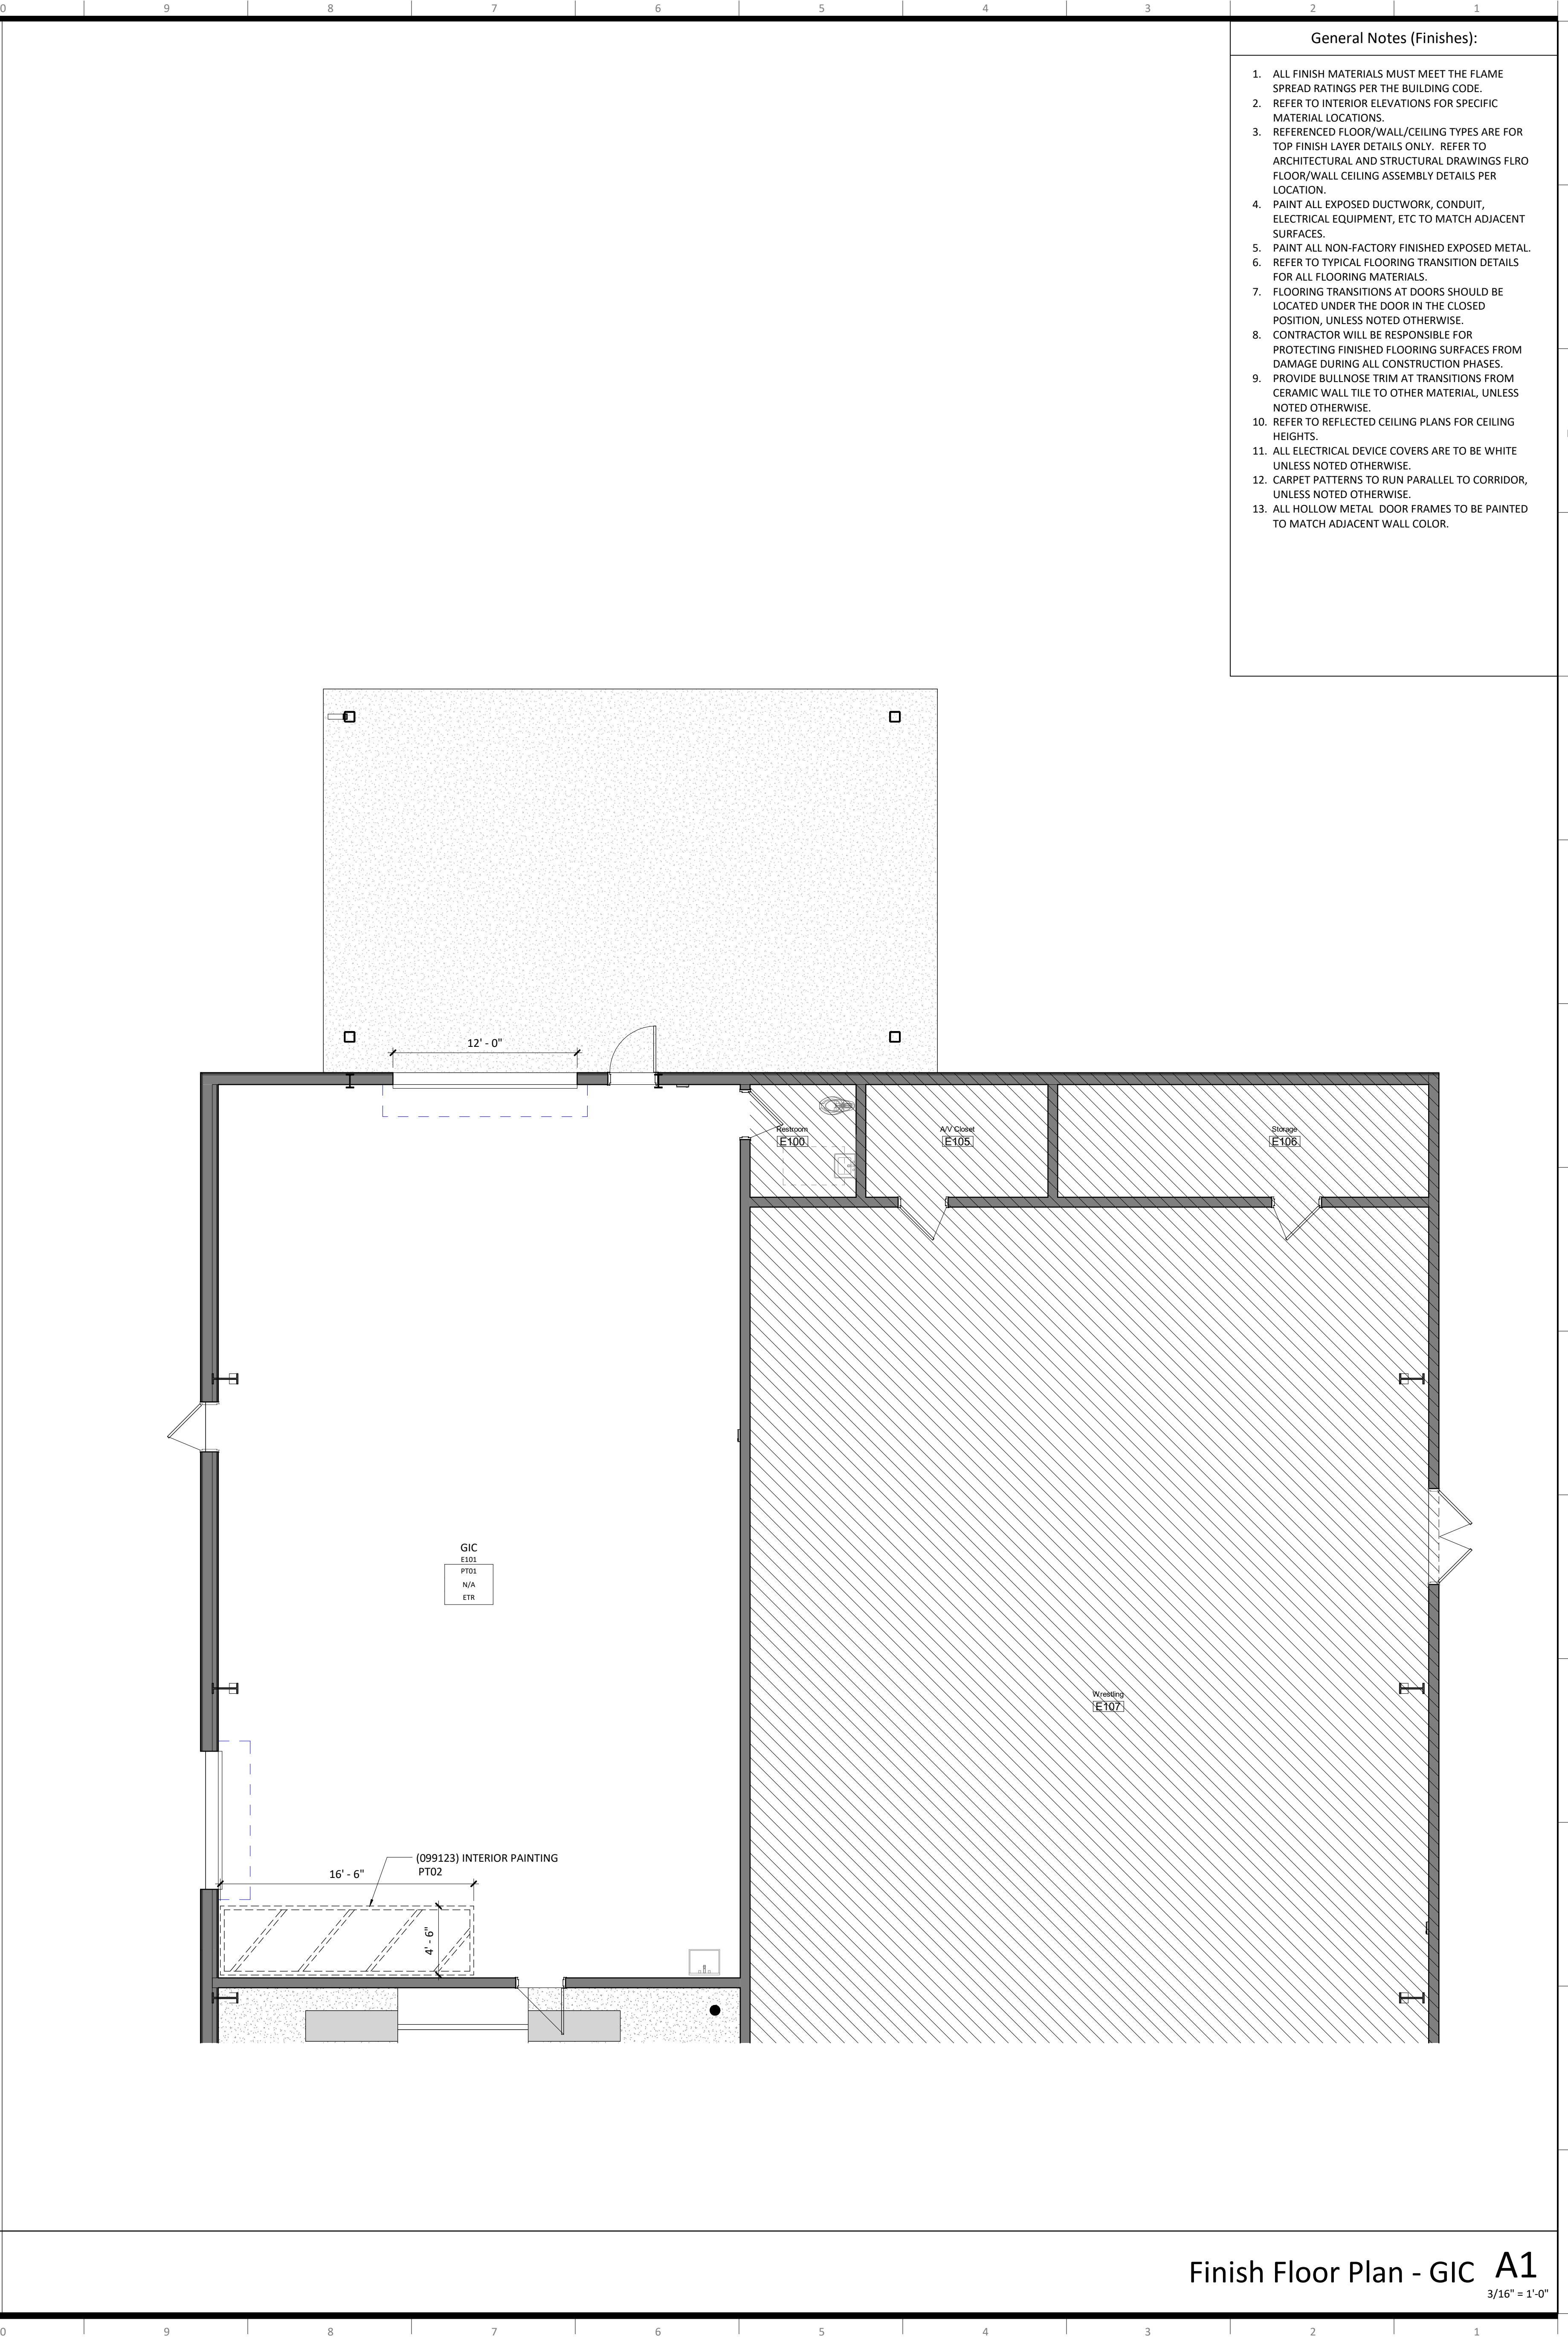 0 9 8 7 6 5 4 3 2 1
General Notes (Finishes):
1. ALL FINISH MATERIALS MUST MEET THE FLAME
SPREAD RATINGS PER THE BUILDING CODE.
2. REFER TO INTERIOR ELEVATIONS FOR SPECIFIC
MATERIAL LOCATIONS.
3. REFERENCED FLOOR/WALL/CEILING TYPES ARE FOR
TOP FINISH LAYER DETAILS ONLY. REFER TO
ARCHITECTURAL AND STRUCTURAL DRAWINGS FLRO
FLOOR/WALL CEILING ASSEMBLY DETAILS PER
LOCATION.
4. PAINT ALL EXPOSED DUCTWORK, CONDUIT,
ELECTRICAL EQUIPMENT, ETC TO MATCH ADJACENT
SURFACES.
5. PAINT ALL NON-FACTORY FINISHED EXPOSED METAL.
6. REFER TO TYPICAL FLOORING TRANSITION DETAILS
FOR ALL FLOORING MATERIALS.
7. FLOORING TRANSITIONS AT DOORS SHOULD BE
LOCATED UNDER THE DOOR IN THE CLOSED
POSITION, UNLESS NOTED OTHERWISE.
8. CONTRACTOR WILL BE RESPONSIBLE FOR
PROTECTING FINISHED FLOORING SURFACES FROM
DAMAGE DURING ALL CONSTRUCTION PHASES.
9. PROVIDE BULLNOSE TRIM AT TRANSITIONS FROM
CERAMIC WALL TILE TO OTHER MATERIAL, UNLESS
NOTED OTHERWISE.
10. REFER TO REFLECTED CEILING PLANS FOR CEILING
HEIGHTS.
11. ALL ELECTRICAL DEVICE COVERS ARE TO BE WHITE
UNLESS NOTED OTHERWISE.
12. CARPET PATTERNS TO RUN PARALLEL TO CORRIDOR,
UNLESS NOTED OTHERWISE.
13. ALL HOLLOW METAL DOOR FRAMES TO BE PAINTED
TO MATCH ADJACENT WALL COLOR.
12' - 0"
Restroom
E100
A/V Closet
E105
Storage
E106
GIC
E101
PT01
N/A
ETR
Wrestling
E107
(099123) INTERIOR PAINTING
PT02
16' - 6"
4' - 6"
Finish Floor Plan - GIC A1
3/16" = 1'-0"
0 9 8 7 6 5 4 3 2 1